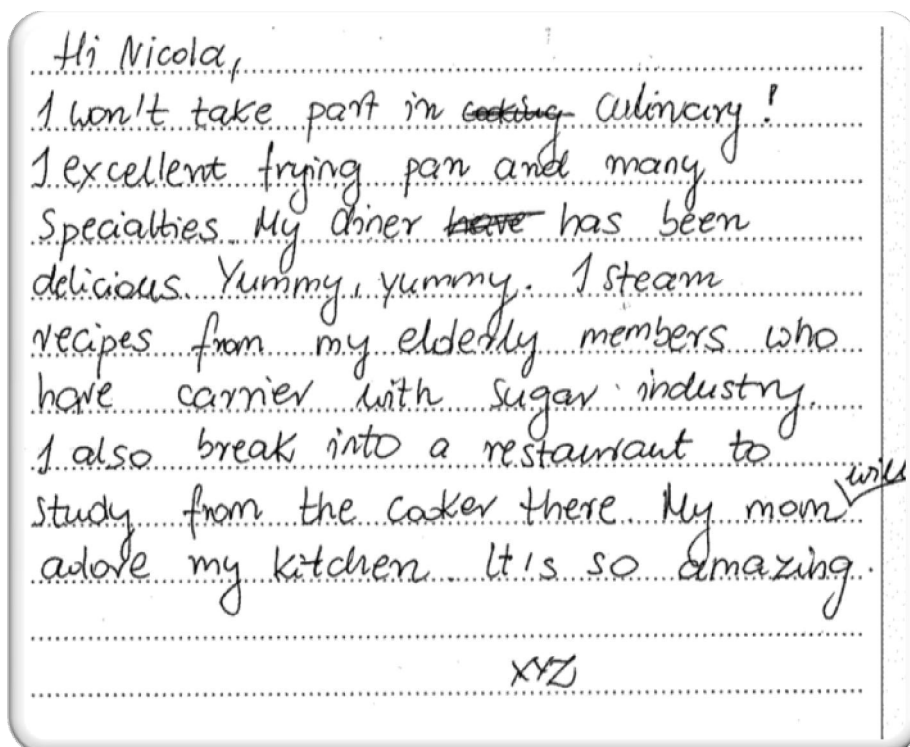 Hi Nicola,
I won't take part in cooking culinary!
I excellent frying pan and many
specialties. My diner have has been
delicious. Yummy, yummy. I steam
recipes from my elderly members who
have carrier with sugar industry.
I also break into a restaurant to
study from the cooker there. My mom will
adore my kitchen. It is so amazing.
XYZ